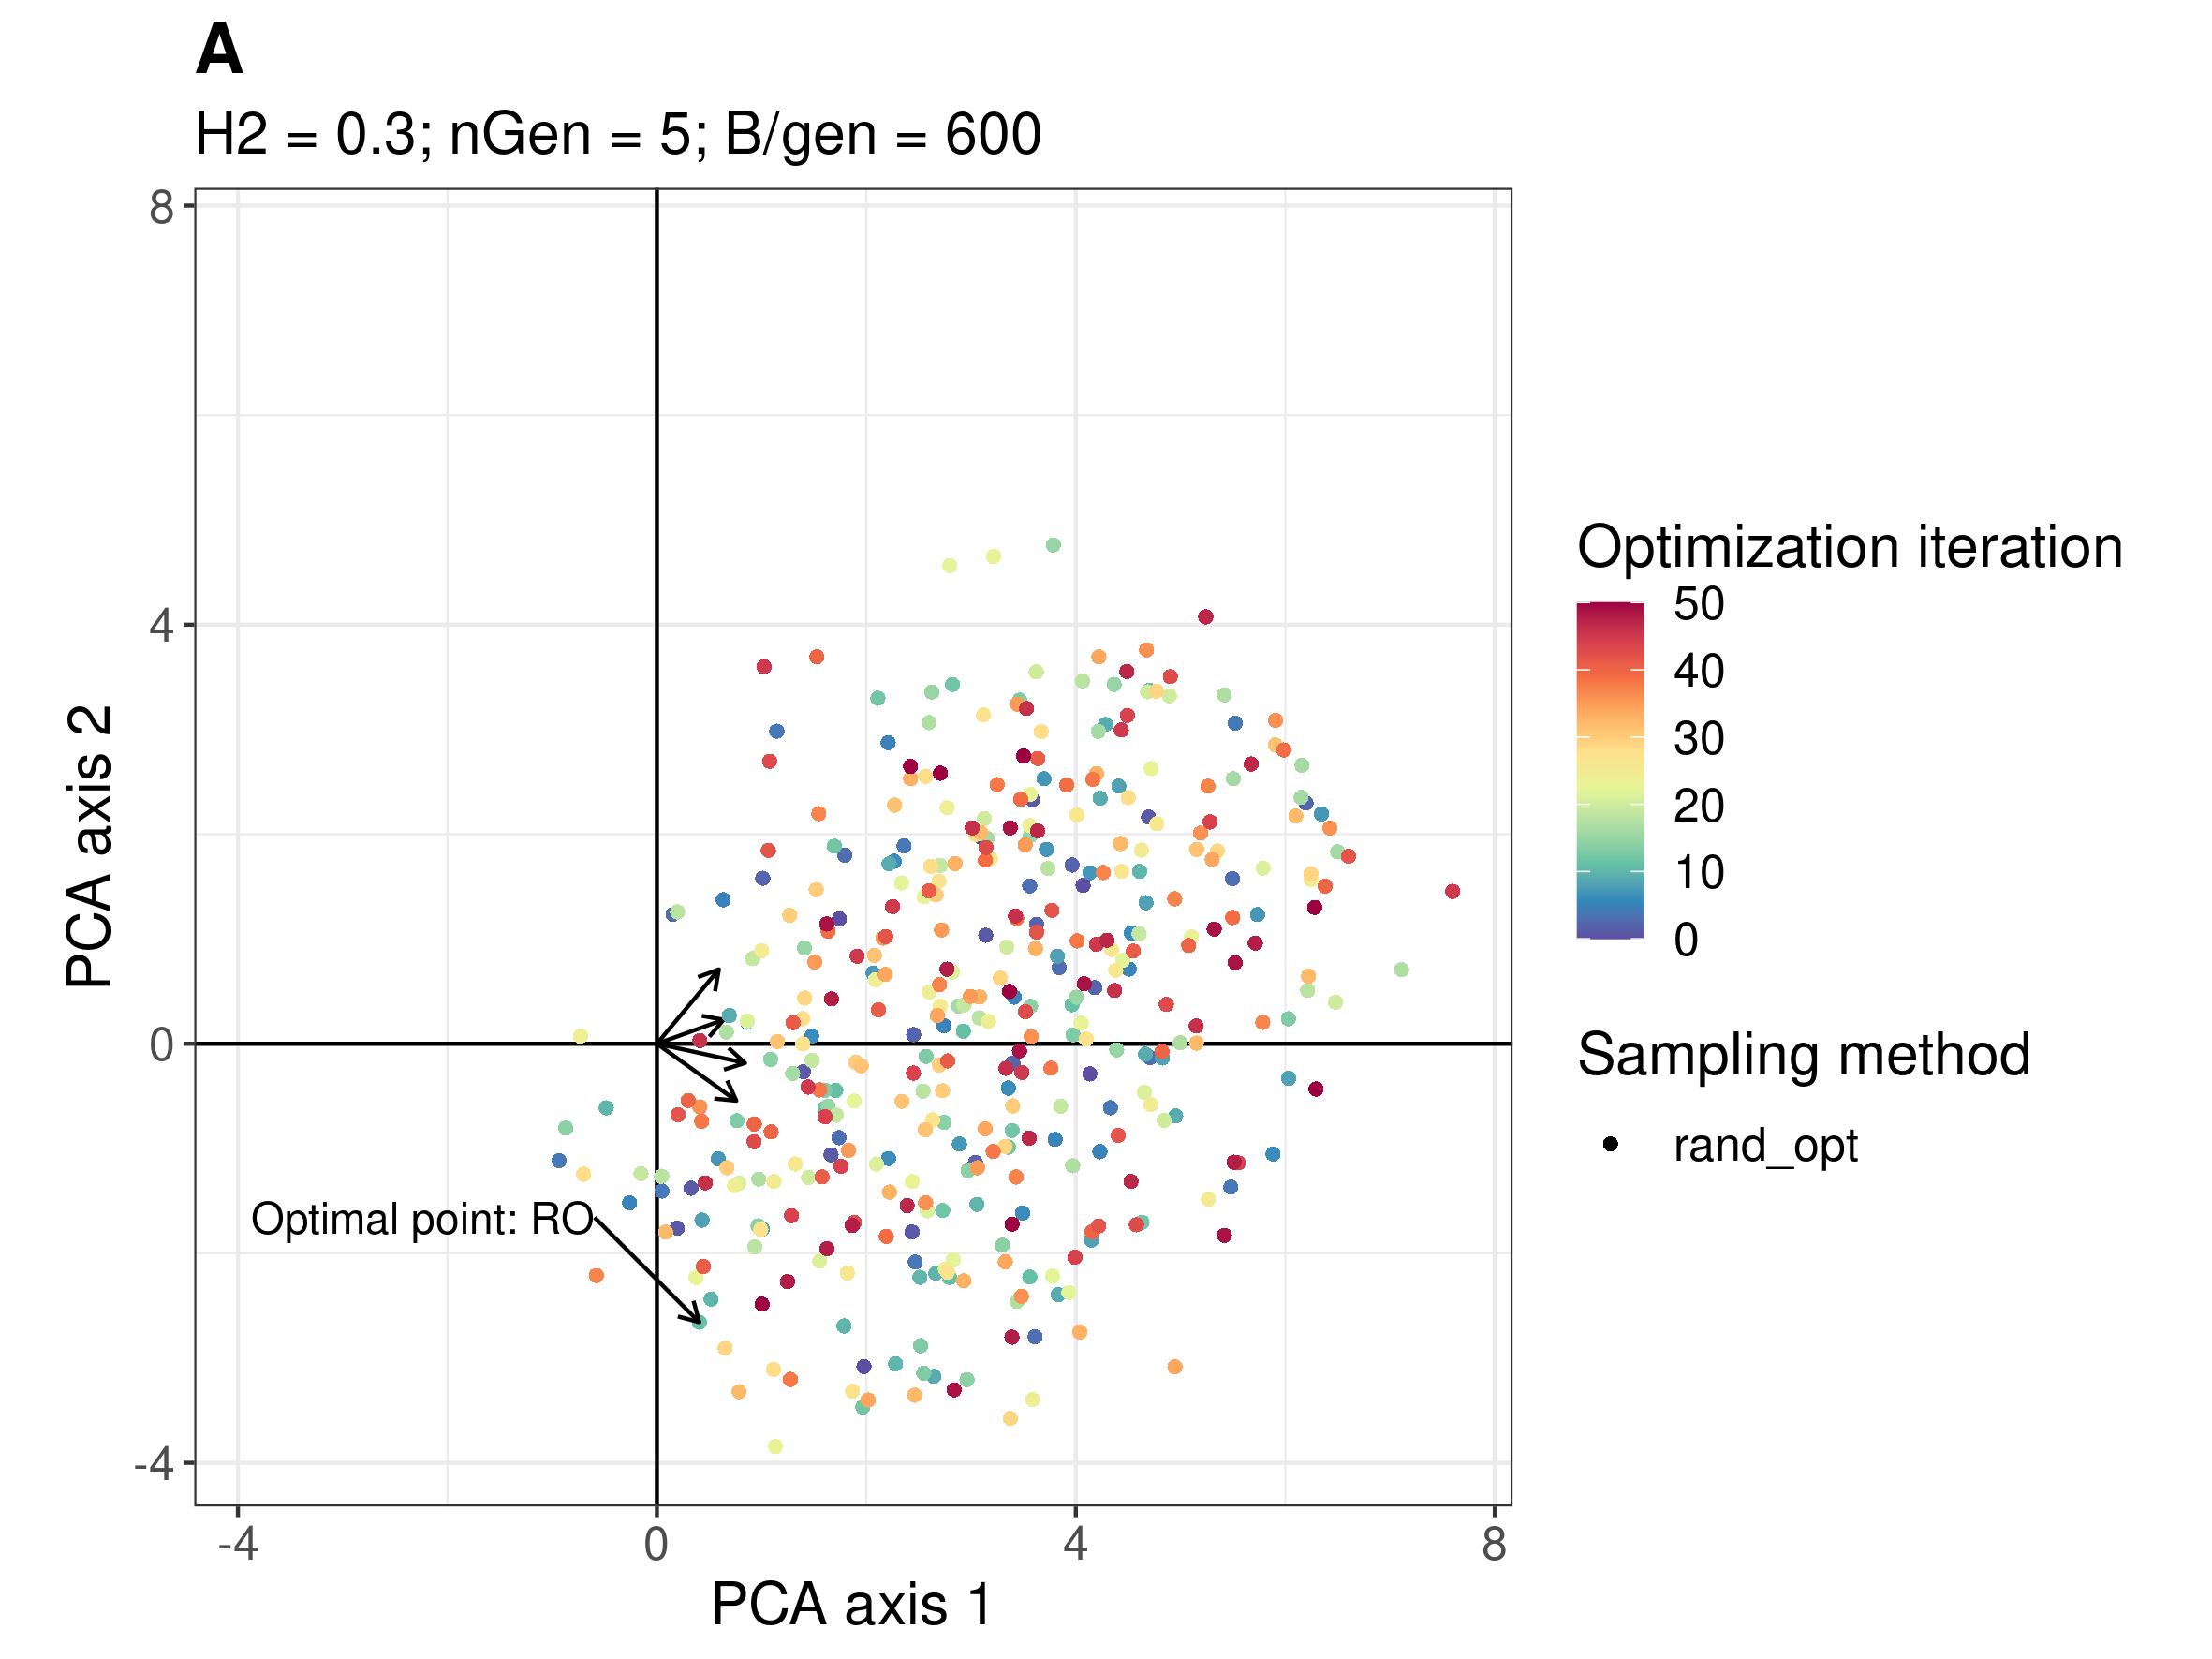 A
H2 = 0.3; nGen = 5; B/gen = 600
8
4
0
-4
PCA axis 2
Optimal point: RO
-4
0
4
8
PCA axis 1
Optimization iteration
50
40
30
20
10
0
Sampling method
rand_opt